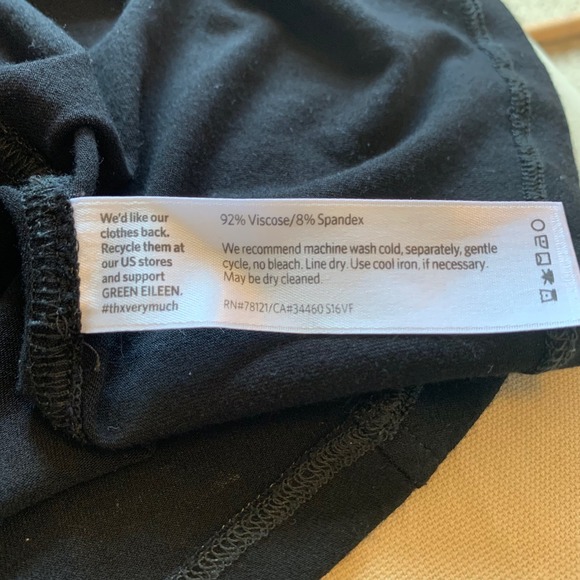 We'd like our
clothes back.
Recycle them at
our US stores
and support
GREEN EILEEN.
#thxverymuch
92% Viscose/8% Spandex
We recommend machine wash cold, separately, gentle
cycle, no bleach. Line dry. Use cool iron, if necessary.
May be dry cleaned.
RN#78121/CA#34460 S16VF